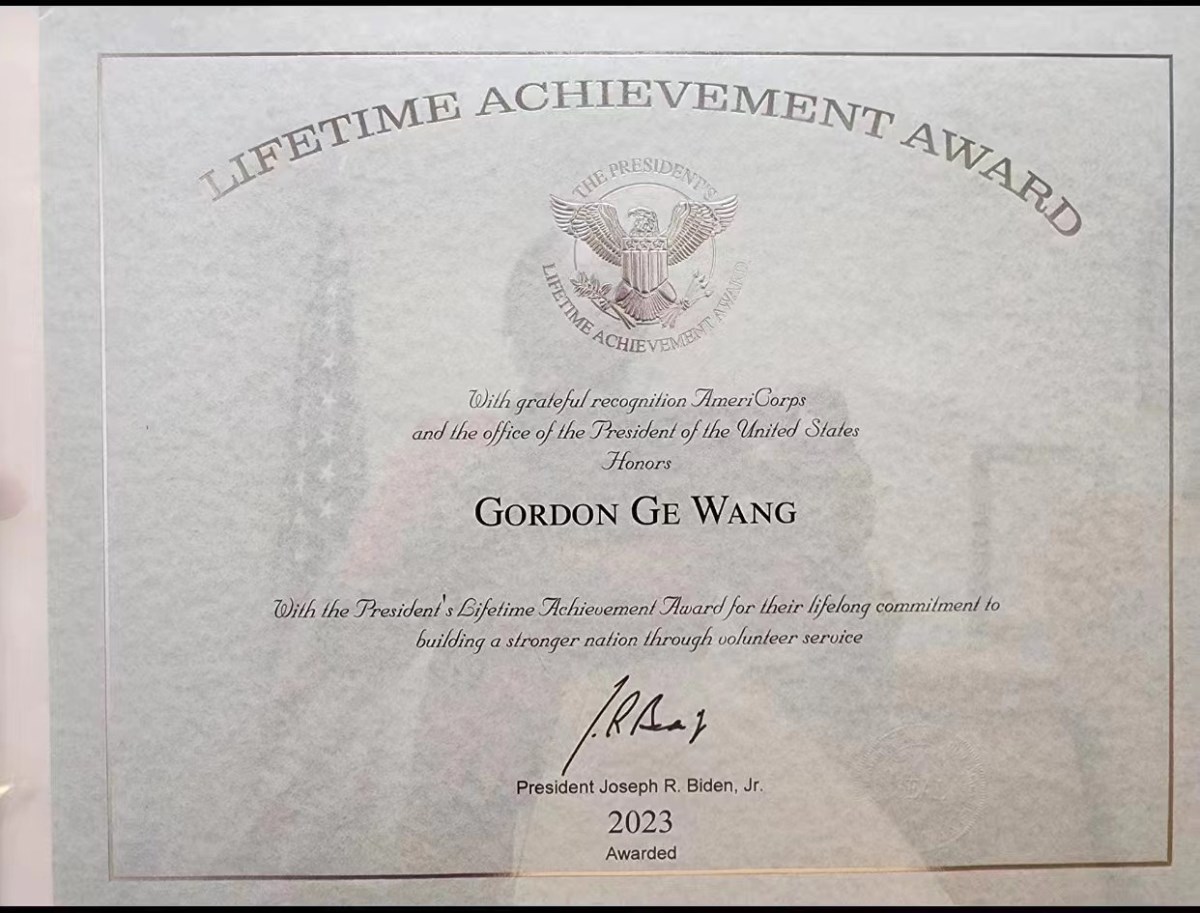 LIFETIME ACHIEVEMENT AWARD
THE PRESIDENT'S
LIFETIME ACHIEVEMENT AWARD
With grateful recognition AmeriCorps
and the office of the President of the United States
Honors
GORDON GE WANG
With the President's Lifetime Achievement Award for their lifelong commitment to
building a stronger nation through volunteer service
President Joseph R. Biden, Jr.
2023
Awarded